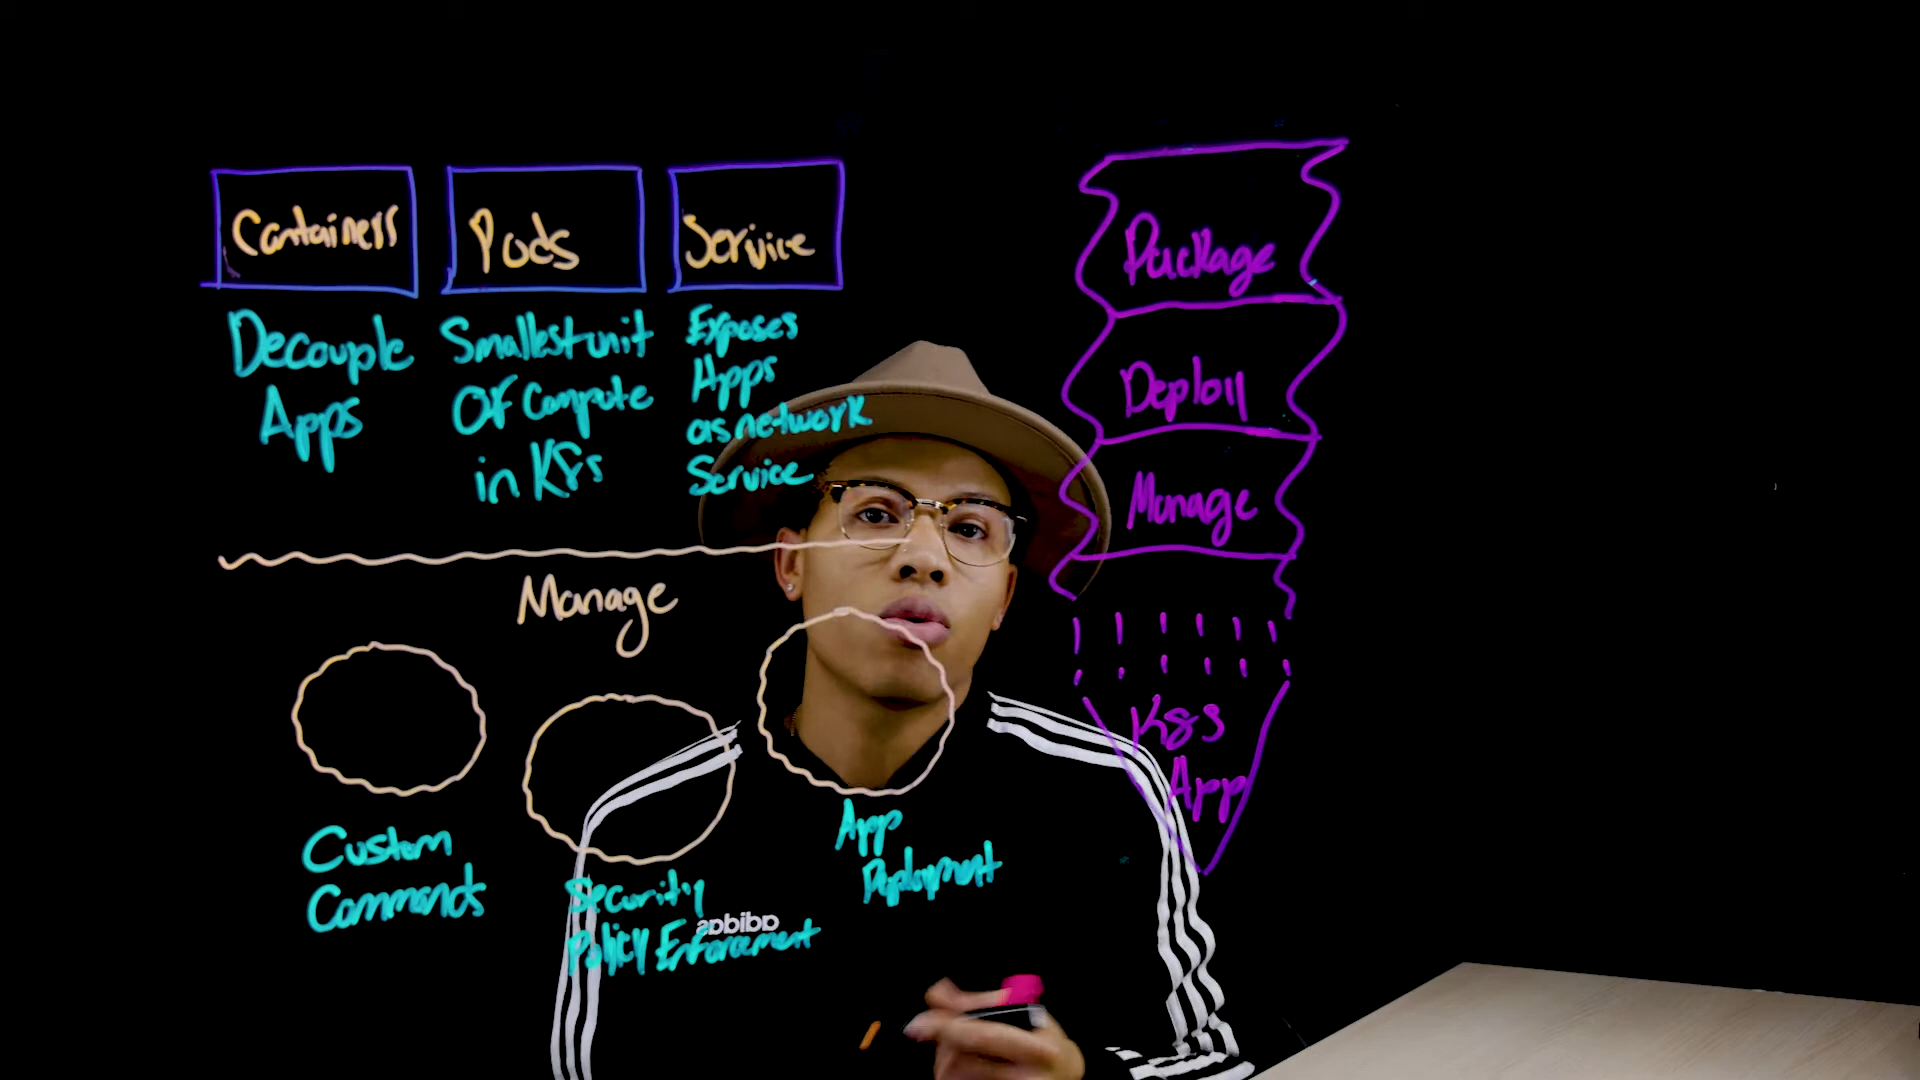 Containers
Decouple
Apps
Pods
Smallest unit
Of Compute
in K8s
Service
Exposes
Apps
as network
Service
Manage
Custom
Commands
Security
Policy Enforcement
App
Deployment
adidas
Package
Deploy
Manage
K8s
App